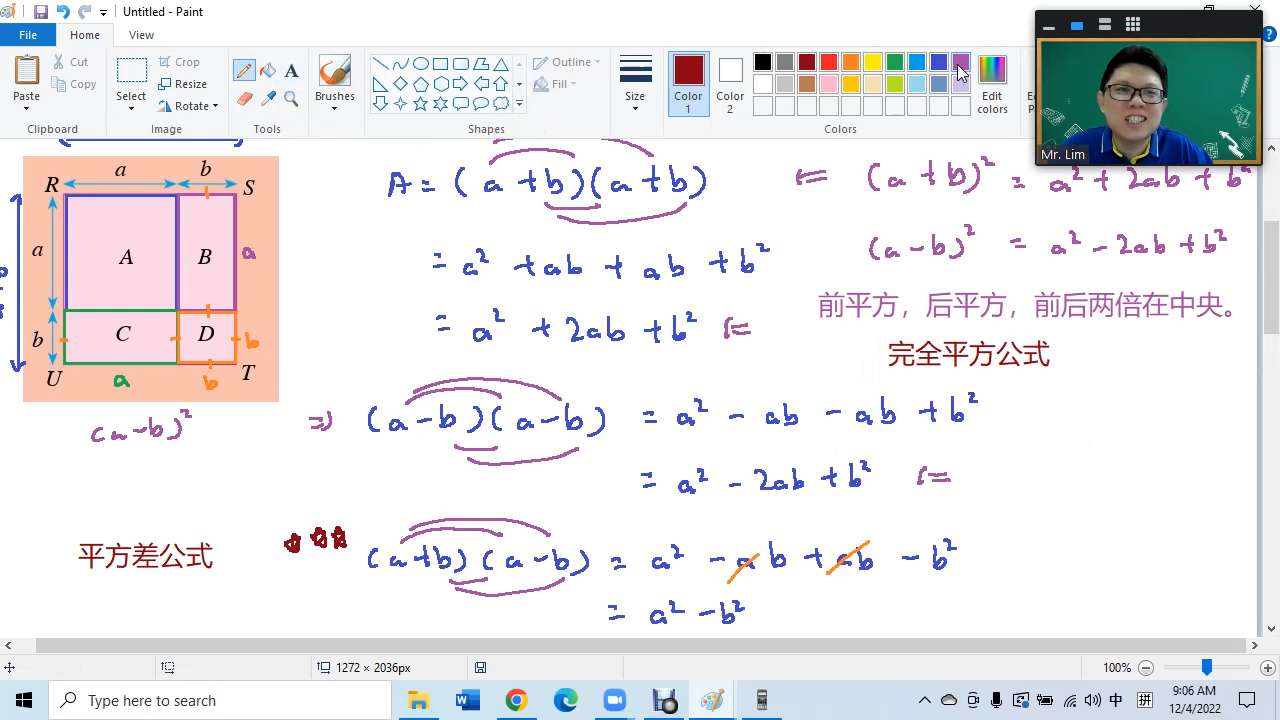 Untitled - Paint
File Home View
Paste Cut Copy Clipboard
Select Crop Resize Rotate Image
Tools
Brushes
Shapes Outline Fill
Size
Color 1 Color 2
Colors
Edit colors
Mr. Lim
a b
R S
a A B a
b C D b
U a b T
(a-b)²
A = (a+b)(a+b)
= a² + ab + ab + b²
= a² + 2ab + b² ⇐
⇐ (a+b)² = a² + 2ab + b²
(a-b)² = a² - 2ab + b²
前平方，后平方，前后两倍在中央。
完全平方公式
⇒ (a-b)(a-b) = a² - ab - ab + b²
= a² - 2ab + b² ⇐
平方差公式
☆☆☆ (a+b)(a-b) = a² - ab + ab - b²
= a² - b²
1272 × 2036px
100%
Type here to search
中 拼
9:06 AM
12/4/2022